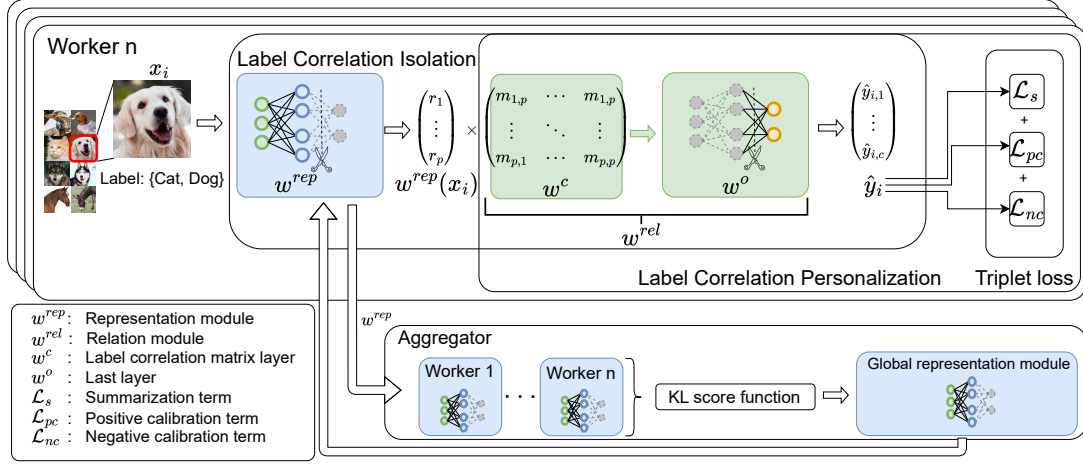 Worker n
x_i
Label: {Cat, Dog}
Label Correlation Isolation
w^{rep}
r_1
⋮
r_p
w^{rep}(x_i)
×
m_{1,p} ⋯ m_{1,p}
⋮ ⋱ ⋮
m_{p,1} ⋯ m_{p,p}
w^c
w^o
w^{rel}
ŷ_{i,1}
⋮
ŷ_{i,c}
ŷ_i
Label Correlation Personalization
ℒ_s
+
ℒ_{pc}
+
ℒ_{nc}
Triplet loss
w^{rep} : Representation module
w^{rel} : Relation module
w^c : Label correlation matrix layer
w^o : Last layer
ℒ_s : Summarization term
ℒ_{pc} : Positive calibration term
ℒ_{nc} : Negative calibration term
w^{rep}
Aggregator
Worker 1
· · ·
Worker n
KL score function
Global representation module